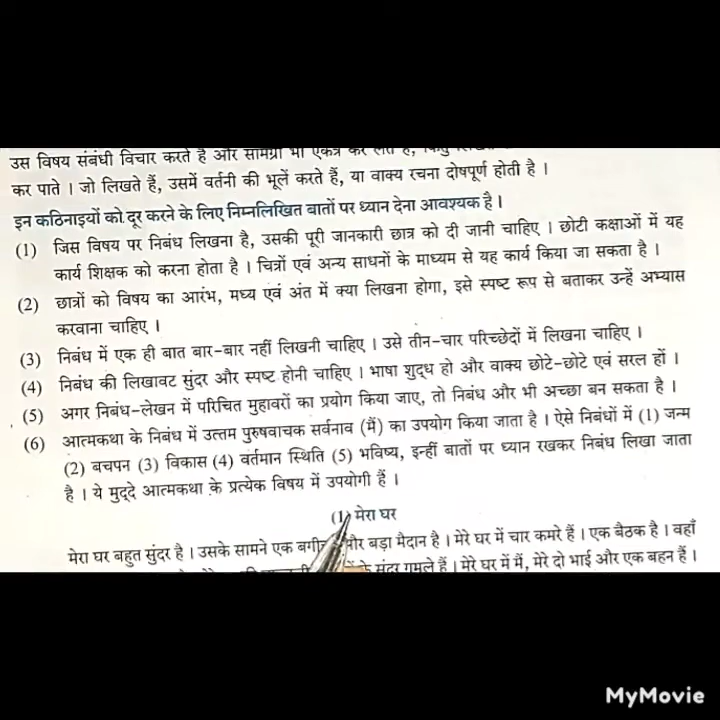 उस विषय संबंधी विचार करते हैं और सामग्री भी एकत्र कर लेते हैं, किंतु
कर पाते । जो लिखते हैं, उसमें वर्तनी की भूलें करते हैं, या वाक्य रचना दोषपूर्ण होती है ।
इन कठिनाइयों को दूर करने के लिए निम्नलिखित बातों पर ध्यान देना आवश्यक है ।
(1) जिस विषय पर निबंध लिखना है, उसकी पूरी जानकारी छात्र को दी जानी चाहिए । छोटी कक्षाओं में यह
कार्य शिक्षक को करना होता है । चित्रों एवं अन्य साधनों के माध्यम से यह कार्य किया जा सकता है ।
(2) छात्रों को विषय का आरंभ, मध्य एवं अंत में क्या लिखना होगा, इसे स्पष्ट रूप से बताकर उन्हें अभ्यास
करवाना चाहिए ।
(3) निबंध में एक ही बात बार-बार नहीं लिखनी चाहिए । उसे तीन-चार परिच्छेदों में लिखना चाहिए ।
(4) निबंध की लिखावट सुंदर और स्पष्ट होनी चाहिए । भाषा शुद्ध हो और वाक्य छोटे-छोटे एवं सरल हों ।
(5) अगर निबंध-लेखन में परिचित मुहावरों का प्रयोग किया जाए, तो निबंध और भी अच्छा बन सकता है ।
(6) आत्मकथा के निबंध में उत्तम पुरुषवाचक सर्वनाव (मैं) का उपयोग किया जाता है । ऐसे निबंधों में (1) जन्म
(2) बचपन (3) विकास (4) वर्तमान स्थिति (5) भविष्य, इन्हीं बातों पर ध्यान रखकर निबंध लिखा जाता
है । ये मुद्दे आत्मकथा के प्रत्येक विषय में उपयोगी हैं ।
(1) मेरा घर
मेरा घर बहुत सुंदर है । उसके सामने एक और बड़ा मैदान है । मेरे घर में चार कमरे हैं । एक बैठक है । वहाँ
के सुंदर गमले हैं । मेरे घर में मैं, मेरे दो भाई और एक बहन हैं ।
MyMovie